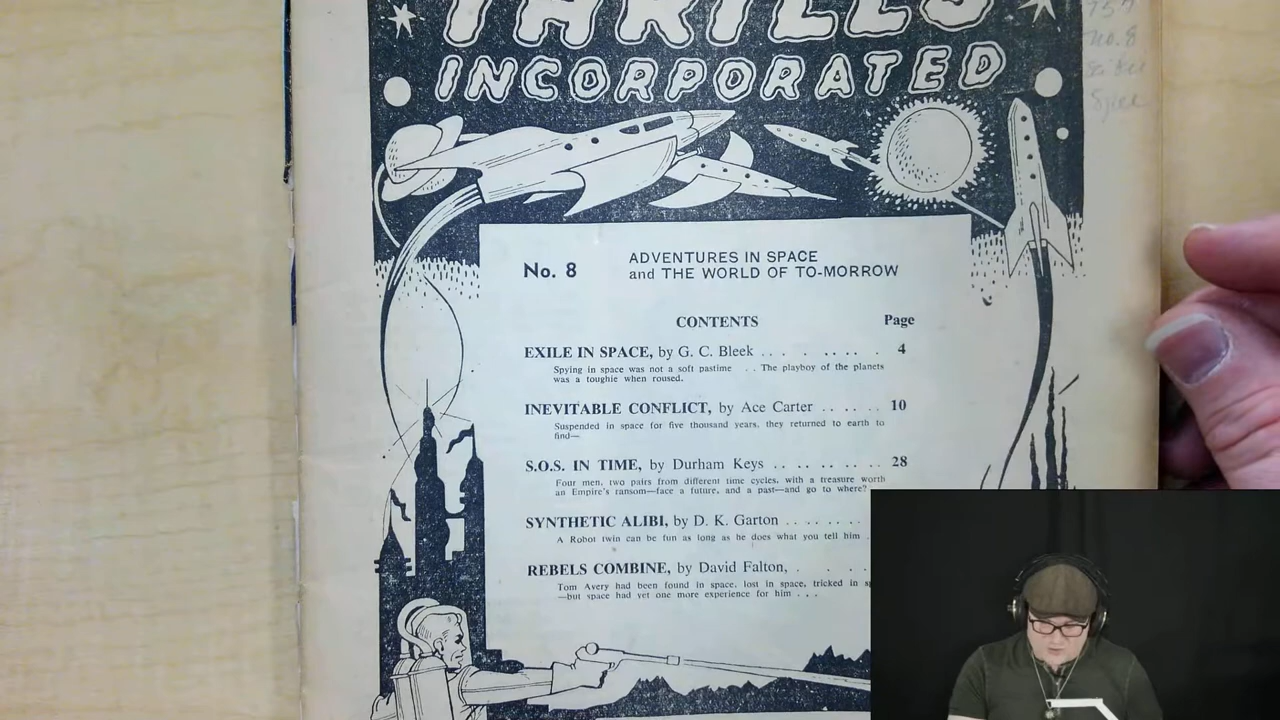 THRILLS
INCORPORATED
757
No. 8
No. 8
ADVENTURES IN SPACE
and THE WORLD OF TO-MORROW
CONTENTS Page
EXILE IN SPACE, by G. C. Bleek . . . . .. .. . 4
Spying in space was not a soft pastime . . The playboy of the planets
was a toughie when roused.
INEVITABLE CONFLICT, by Ace Carter .. .. .. 10
Suspended in space for five thousand years, they returned to earth to
find—
S.O.S. IN TIME, by Durham Keys .. .. .. .. .. 28
Four men, two pairs from different time cycles, with a treasure worth
an Empire's ransom—face a future, and a past—and go to where?
SYNTHETIC ALIBI, by D. K. Garton .. .. .. ..
A Robot twin can be fun as long as he does what you tell him .
REBELS COMBINE, by David Falton, . . . .
Tom Avery had been found in space, lost in space, tricked in
—but space had yet one more experience for him . . .